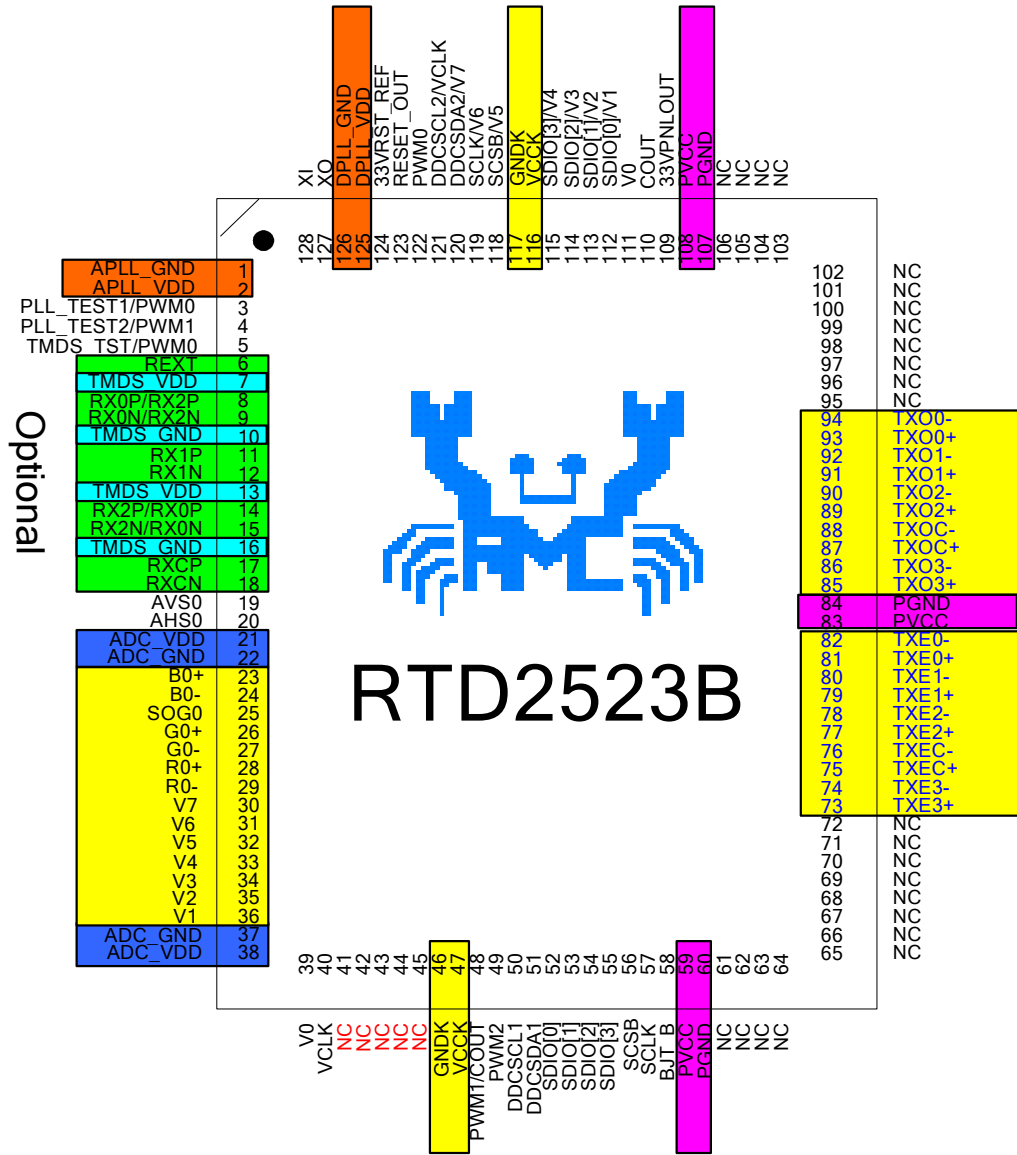 XI
XO
DPLL_GND
DPLL_VDD
33VRST_REF
RESET_OUT
PWM0
DDCSCL2/VCLK
DDCSDA2/V7
SCLK/V6
SCSB/V5
GNDK
VCCK
SDIO[3]/V4
SDIO[2]/V3
SDIO[1]/V2
SDIO[0]/V1
V0
COUT
33VPNLOUT
PVCC
PGND
NC
NC
NC
NC
128
127
126
125
124
123
122
121
120
119
118
117
116
115
114
113
112
111
110
109
108
107
106
105
104
103
APLL_GND 1
APLL_VDD 2
PLL_TEST1/PWM0 3
PLL_TEST2/PWM1 4
TMDS_TST/PWM0 5
REXT 6
TMDS_VDD 7
RX0P/RX2P 8
RX0N/RX2N 9
TMDS_GND 10
RX1P 11
RX1N 12
TMDS_VDD 13
RX2P/RX0P 14
RX2N/RX0N 15
TMDS_GND 16
RXCP 17
RXCN 18
AVS0 19
AHS0 20
ADC_VDD 21
ADC_GND 22
B0+ 23
B0- 24
SOG0 25
G0+ 26
G0- 27
R0+ 28
R0- 29
V7 30
V6 31
V5 32
V4 33
V3 34
V2 35
V1 36
ADC_GND 37
ADC_VDD 38
Optional
RTD2523B
102 NC
101 NC
100 NC
99 NC
98 NC
97 NC
96 NC
95 NC
94 TXO0-
93 TXO0+
92 TXO1-
91 TXO1+
90 TXO2-
89 TXO2+
88 TXOC-
87 TXOC+
86 TXO3-
85 TXO3+
84 PGND
83 PVCC
82 TXE0-
81 TXE0+
80 TXE1-
79 TXE1+
78 TXE2-
77 TXE2+
76 TXEC-
75 TXEC+
74 TXE3-
73 TXE3+
72 NC
71 NC
70 NC
69 NC
68 NC
67 NC
66 NC
65 NC
39
40
41
42
43
44
45
46
47
48
49
50
51
52
53
54
55
56
57
58
59
60
61
62
63
64
V0
VCLK
NC
NC
NC
NC
NC
GNDK
VCCK
PWM1/COUT
PWM2
DDCSCL1
DDCSDA1
SDIO[0]
SDIO[1]
SDIO[2]
SDIO[3]
SCSB
SCLK
BJT_B
PVCC
PGND
NC
NC
NC
NC